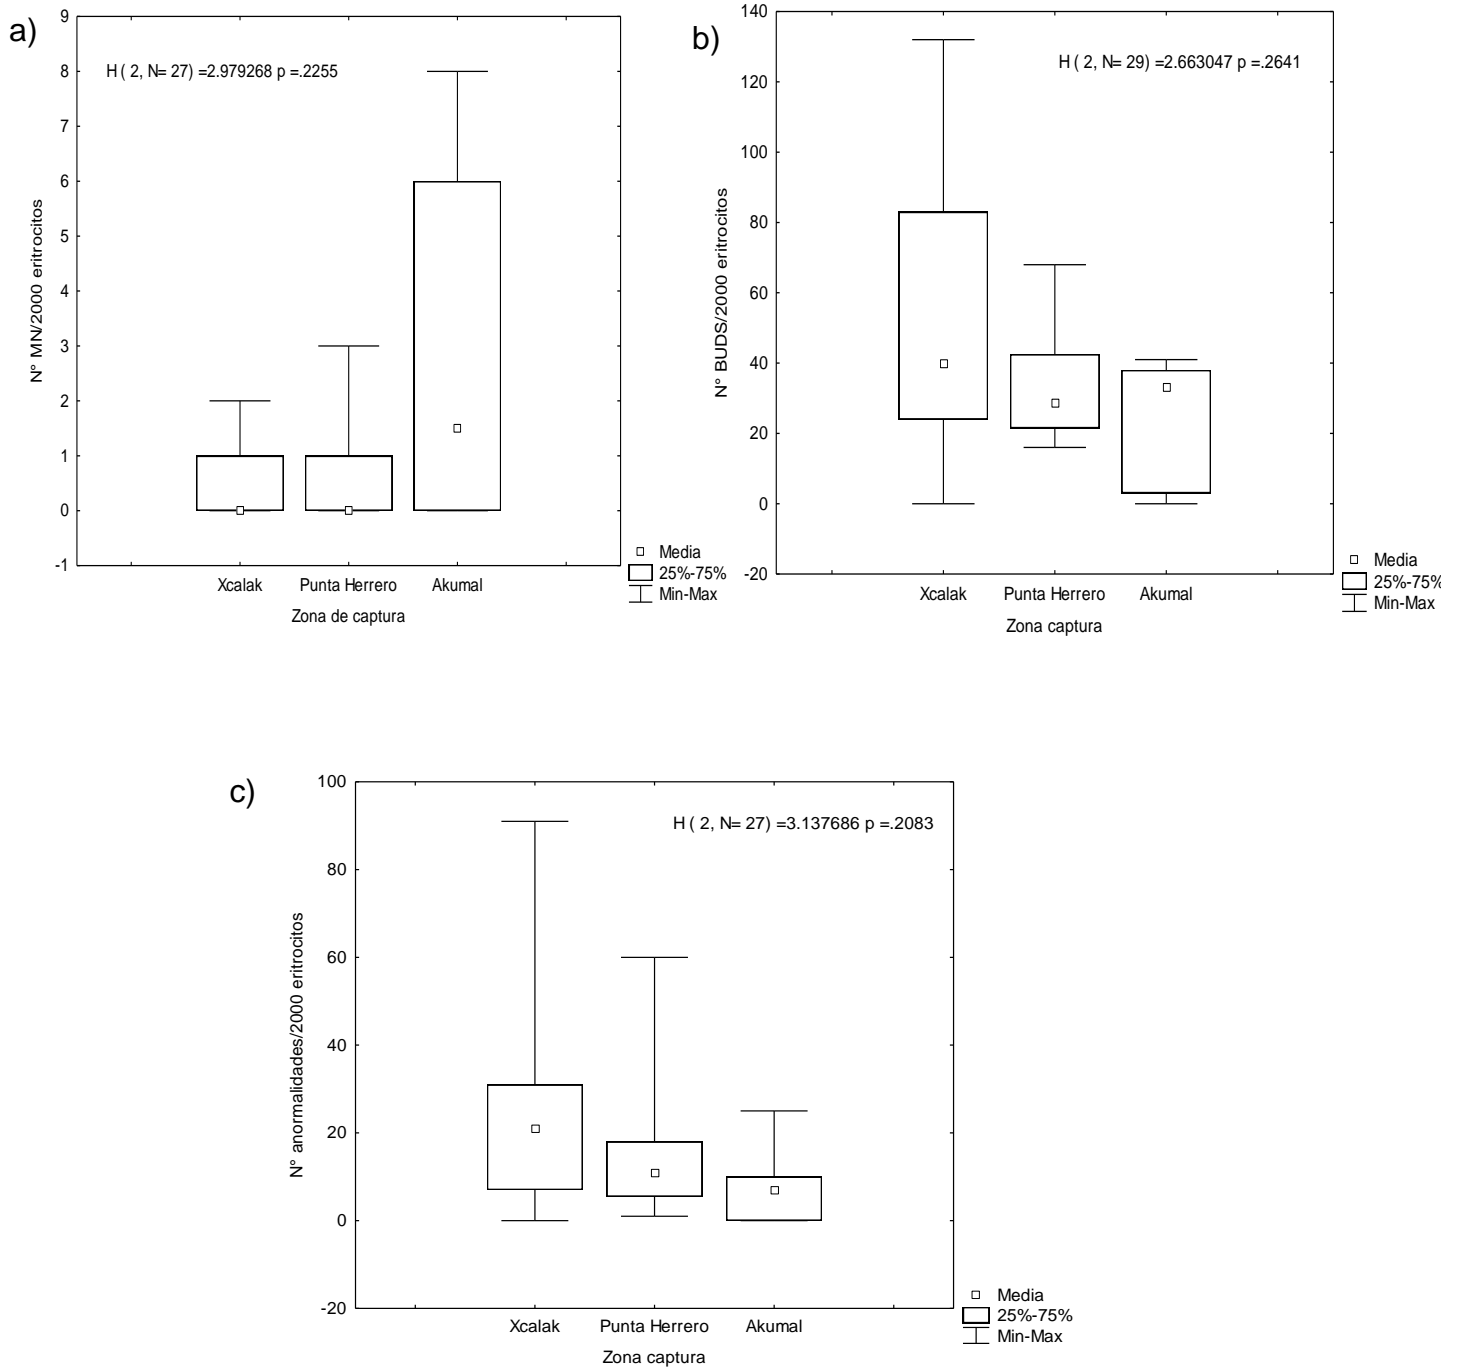 a)
9
8
7
6
5
4
3
2
1
0
-1
N° MN/2000 eritrocitos
H ( 2, N= 27) =2.979268 p =.2255
Xcalak Punta Herrero Akumal
Zona de captura
Media
25%-75%
Min-Max
b)
140
120
100
80
60
40
20
0
-20
N° BUDS/2000 eritrocitos
H ( 2, N= 29) =2.663047 p =.2641
Xcalak Punta Herrero Akumal
Zona captura
Media
25%-75%
Min-Max
c)
100
80
60
40
20
0
-20
N° anormalidades/2000 eritrocitos
H ( 2, N= 27) =3.137686 p =.2083
Xcalak Punta Herrero Akumal
Zona captura
Media
25%-75%
Min-Max